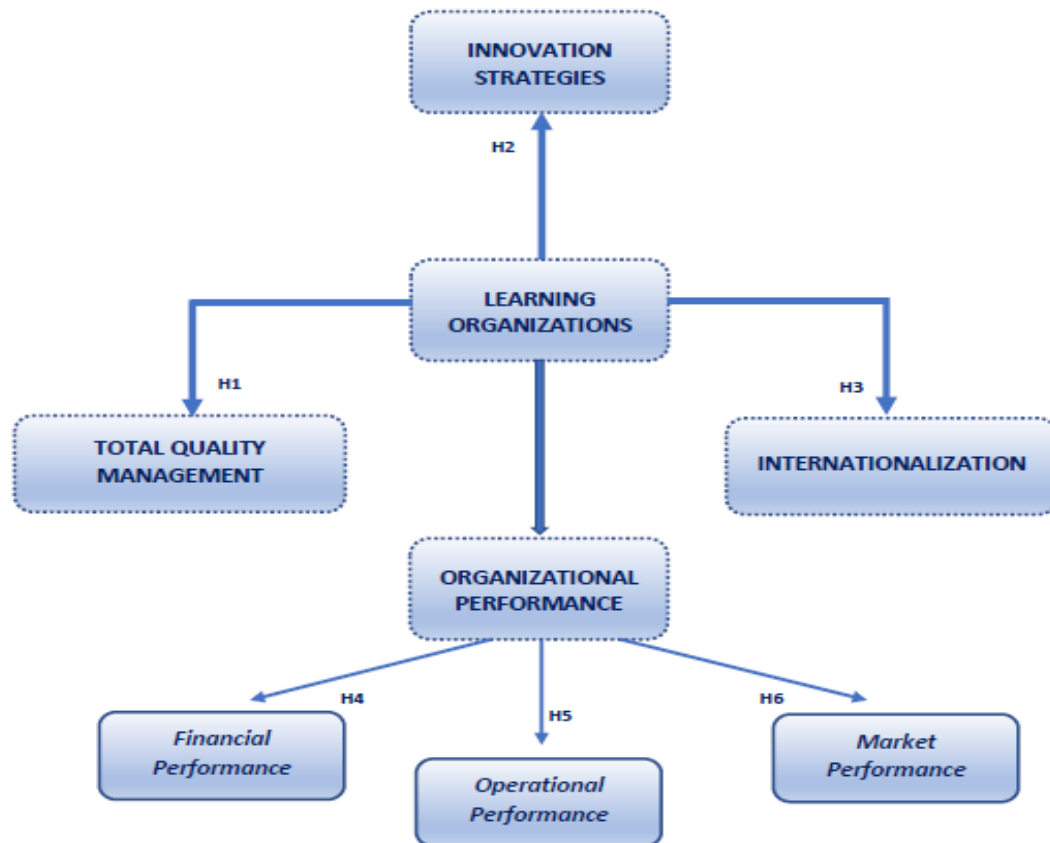 INNOVATION
STRATEGIES
H2
LEARNING
ORGANIZATIONS
H1
H3
TOTAL QUALITY
MANAGEMENT
INTERNATIONALIZATION
ORGANIZATIONAL
PERFORMANCE
H4
H5
H6
Financial
Performance
Operational
Performance
Market
Performance